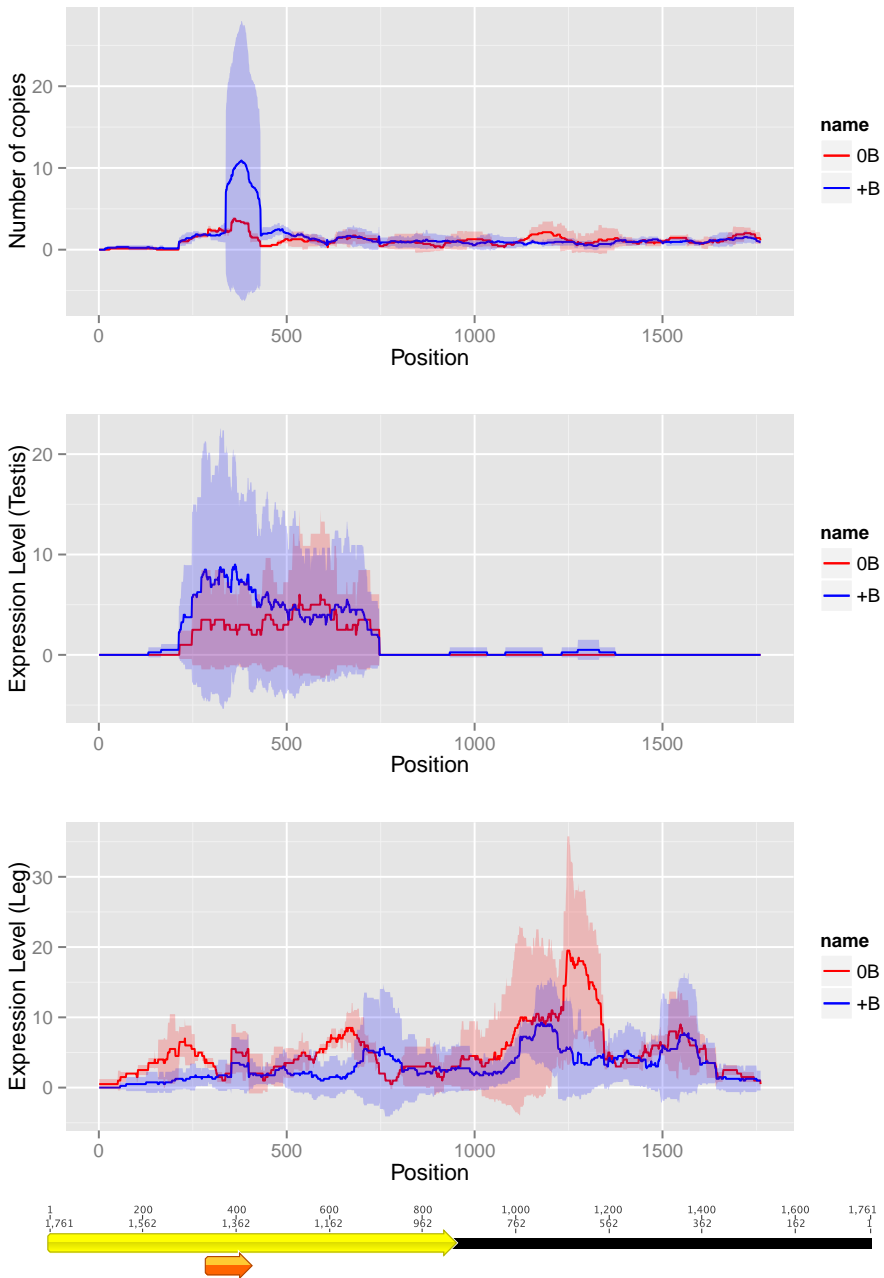 Number of copies
20
10
0
0
500
1000
1500
Position
name
0B
+B
Expression Level (Testis)
20
10
0
0
500
1000
1500
Position
name
0B
+B
Expression Level (Leg)
30
20
10
0
0
500
1000
1500
Position
name
0B
+B
1 200 400 600 800 1,000 1,200 1,400 1,600 1,761
1,761 1,562 1,362 1,162 962 762 562 362 162 1